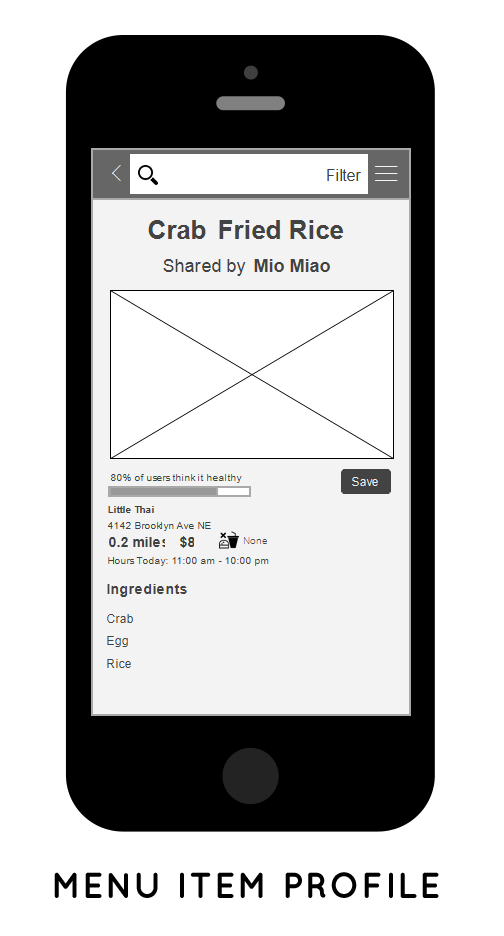 Filter
Crab Fried Rice
Shared by Mio Miao
80% of users think it healthy
Save
Little Thai
4142 Brooklyn Ave NE
0.2 miles $8 None
Hours Today: 11:00 am - 10:00 pm
Ingredients
Crab
Egg
Rice
MENU ITEM PROFILE